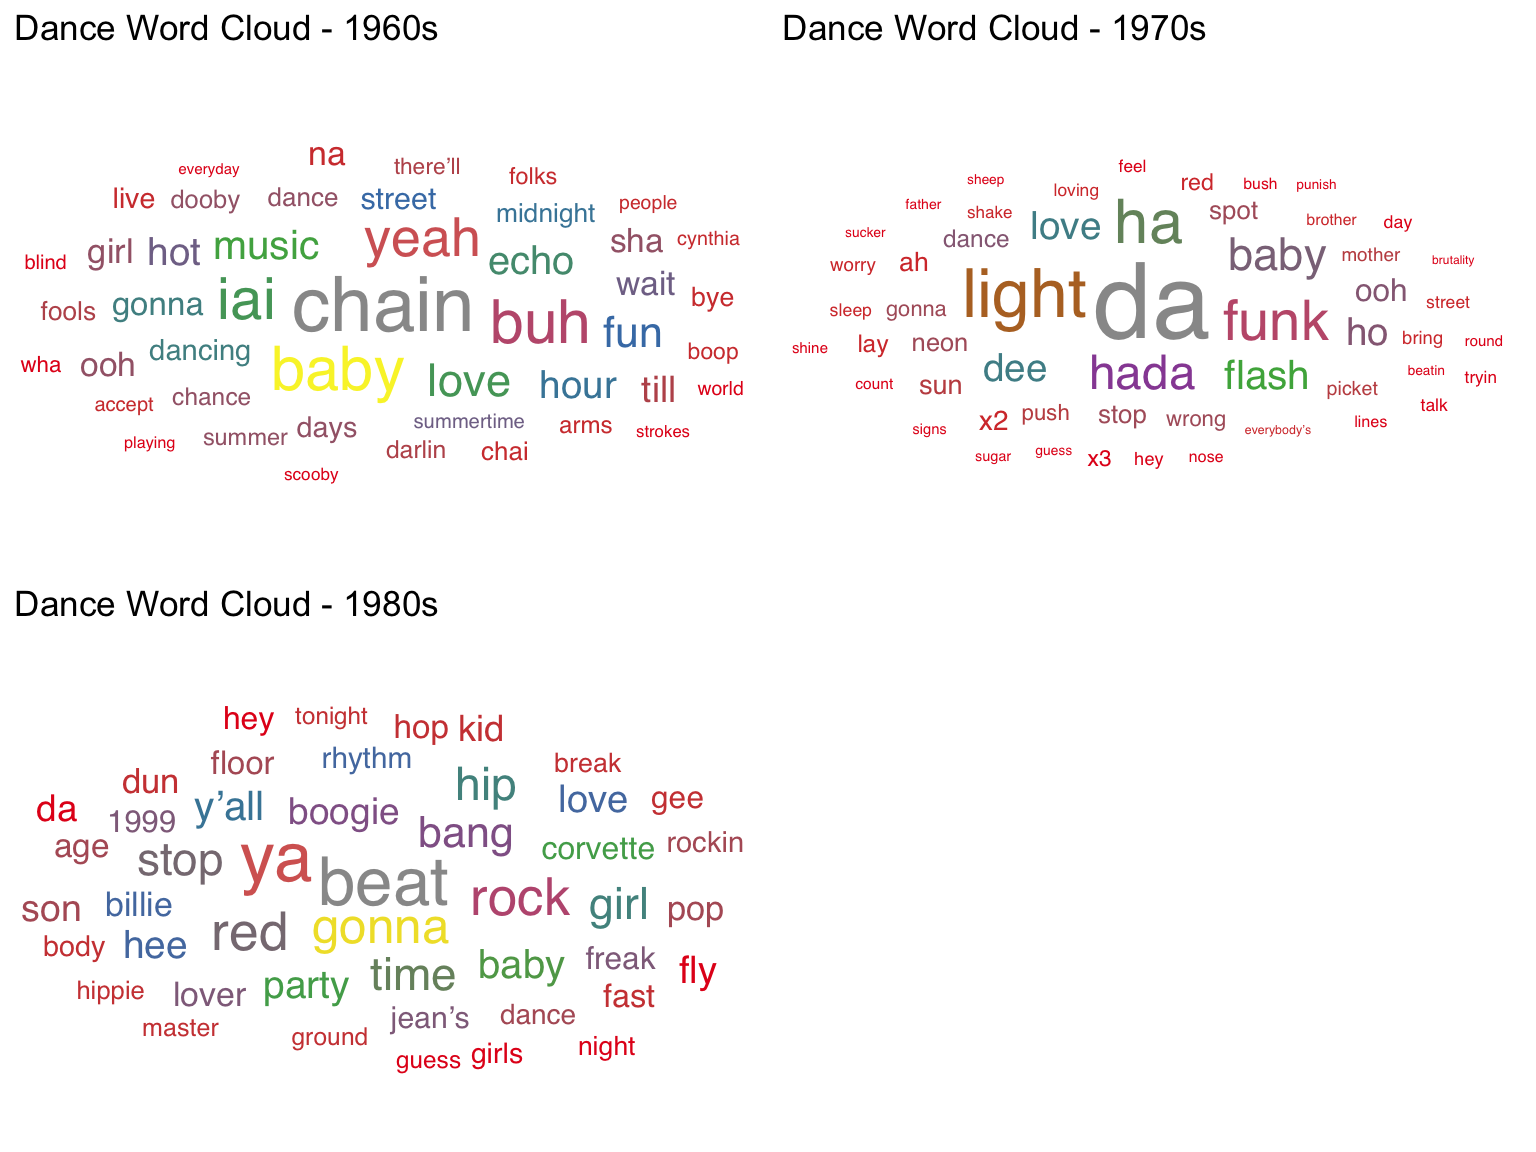 Dance Word Cloud - 1960s
na
there'll
everyday
folks
live
dooby
dance
street
midnight
people
girl
hot
music
yeah
echo
sha
cynthia
blind
wait
fools
gonna
iai
chain
buh
fun
bye
wha
ooh
dancing
baby
love
hour
till
boop
world
accept
chance
playing
summer
days
summertime
darlin
chai
arms
strokes
scooby
Dance Word Cloud - 1970s
feel
sheep
loving
red
bush
punish
father
shake
love
ha
spot
brother
day
sucker
dance
baby
mother
brutality
worry
ah
light
da
funk
ooh
street
sleep
gonna
ho
bring
round
shine
lay
neon
dee
hada
flash
picket
beatin
tryin
count
sun
talk
signs
x2
push
stop
wrong
everybody's
lines
sugar
guess
x3
hey
nose
Dance Word Cloud - 1980s
hey
tonight
hop
kid
floor
rhythm
break
dun
hip
love
gee
da
1999
y'all
boogie
bang
corvette
rockin
age
stop
ya
beat
rock
girl
pop
son
billie
red
gonna
body
hee
time
baby
freak
fly
hippie
lover
party
fast
master
jean's
dance
ground
guess
girls
night